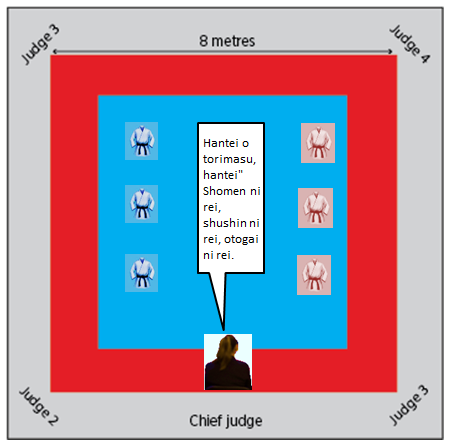 Judge 3
Judge 4
8 metres
Hantei o
torimasu,
hantei"
Shomen ni
rei,
shushin ni
rei, otogai
ni rei.
Judge 2
Chief judge
Judge 3